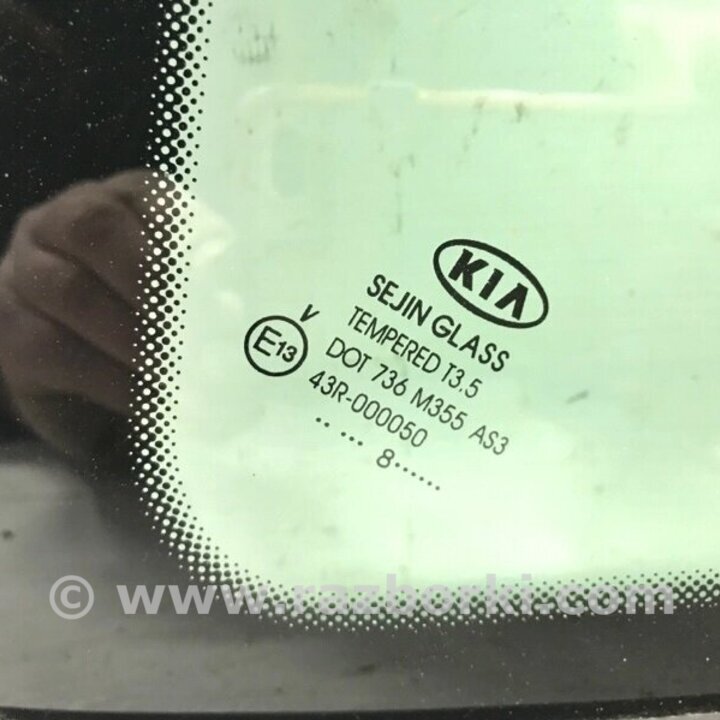 KIA
SEJIN GLASS
TEMPERED T3.5
DOT 736 M355 AS3
43R-000050
.. ... 8......
V
E13
© www.razborki.com